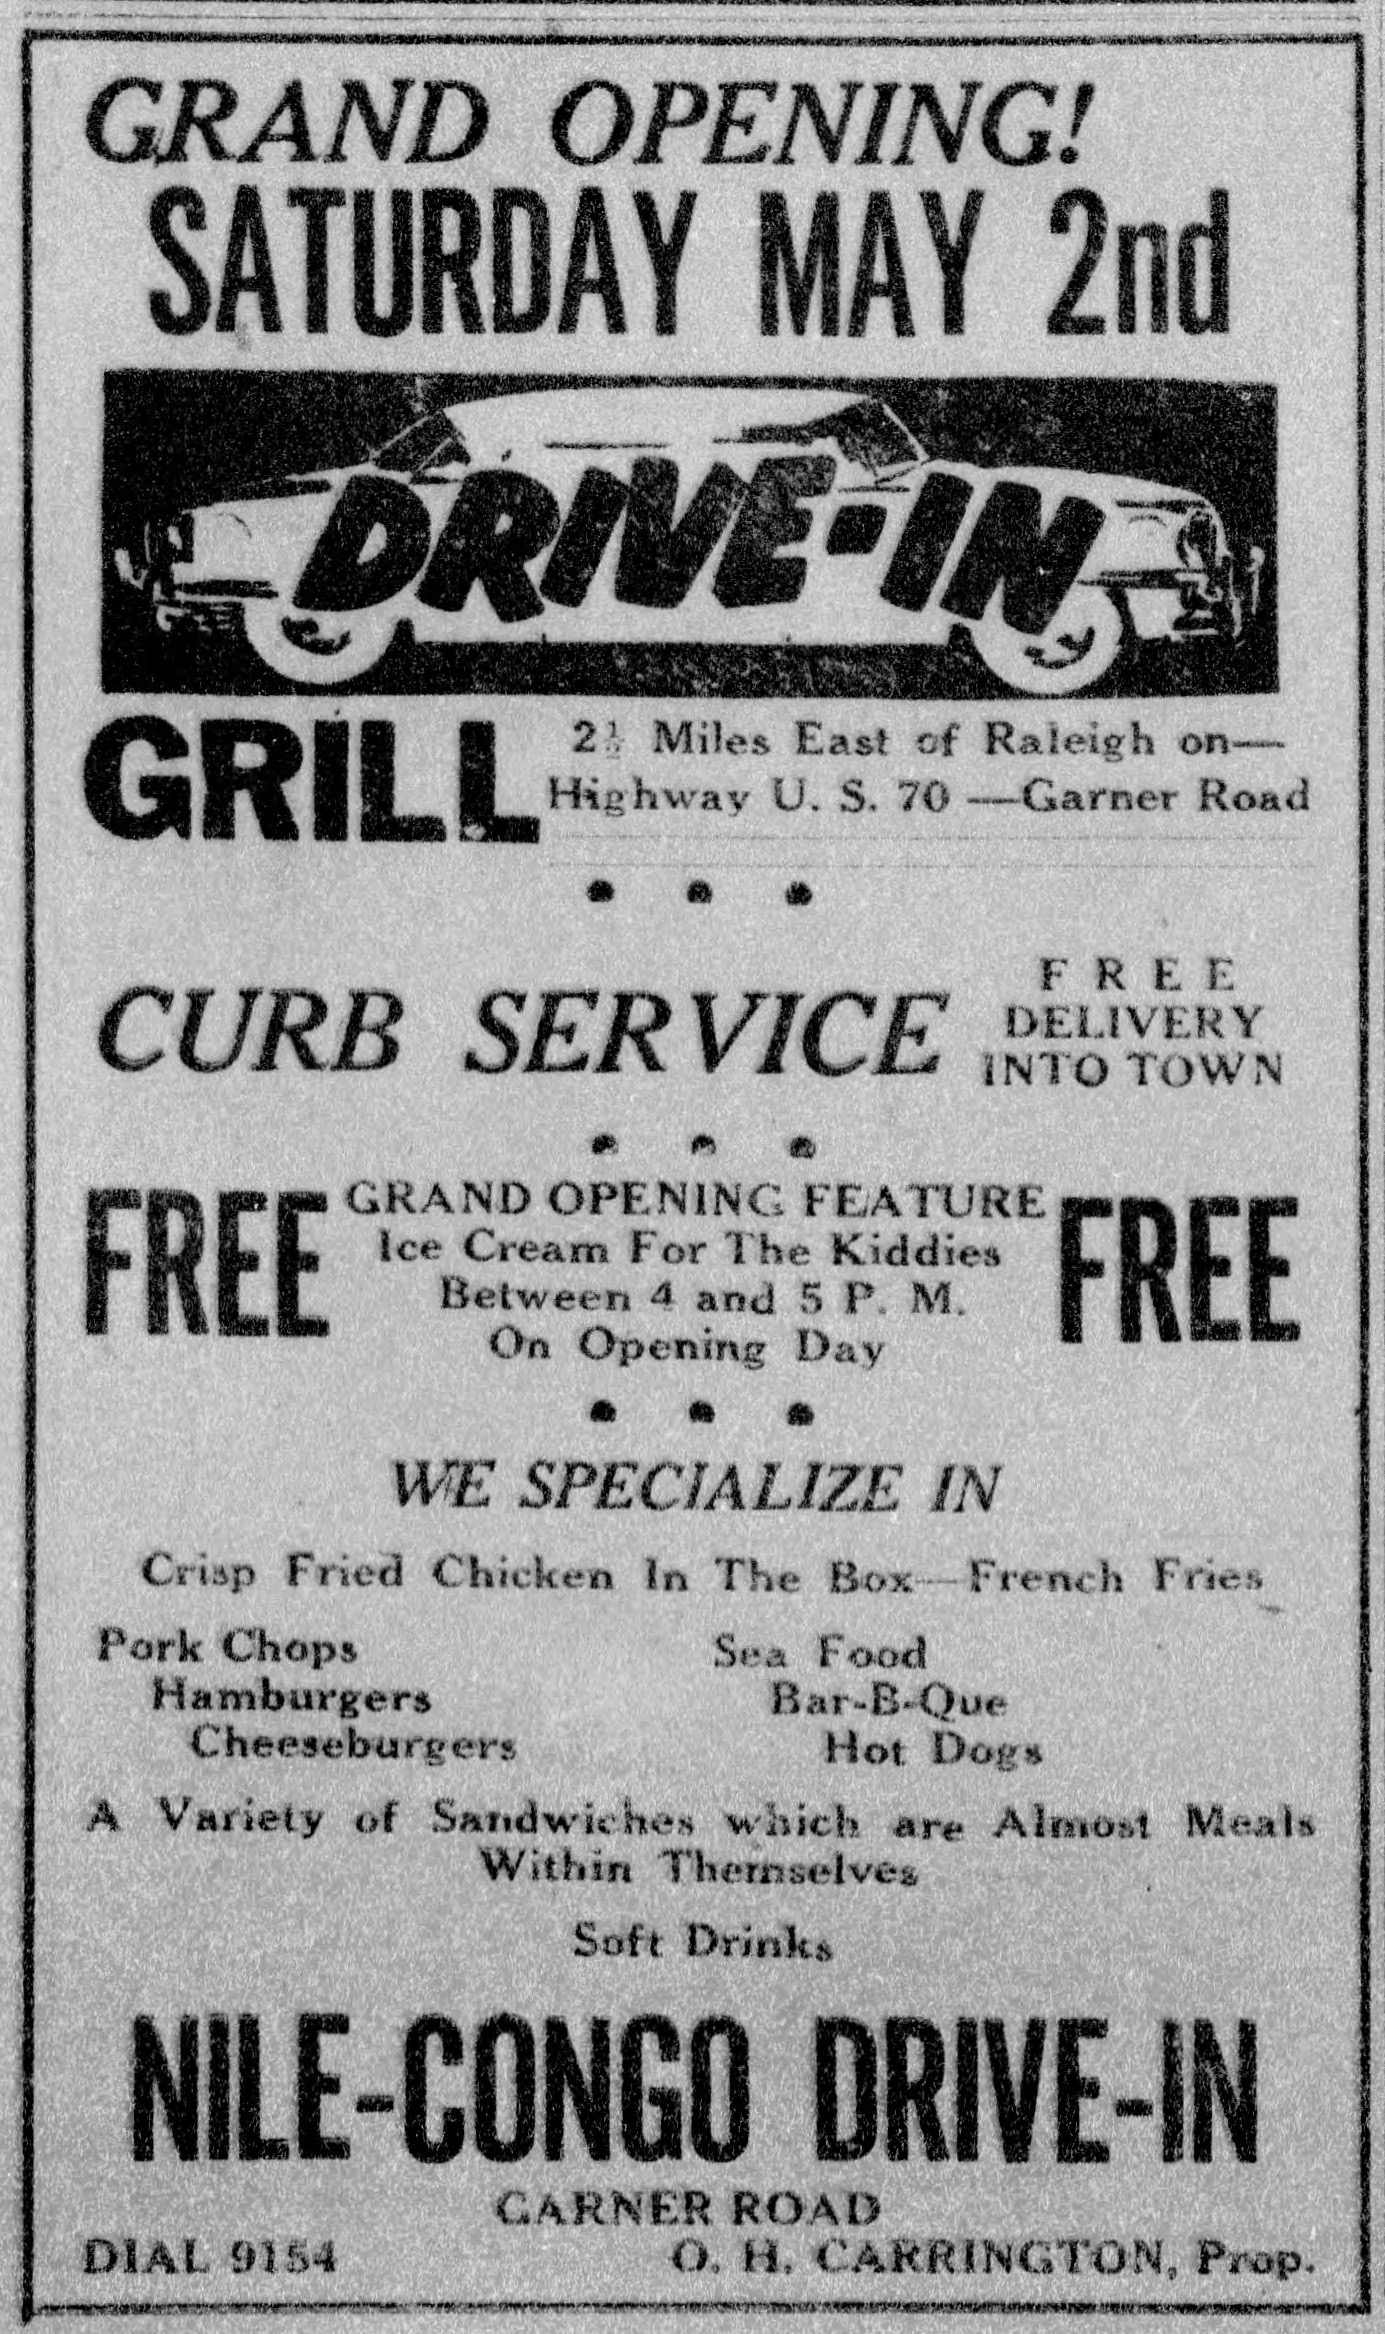 GRAND OPENING!
SATURDAY MAY 2nd
DRIVE-IN
GRILL
2½ Miles East of Raleigh on—
Highway U. S. 70 —Garner Road
CURB SERVICE
FREE
DELIVERY
INTO TOWN
FREE
GRAND OPENING FEATURE
Ice Cream For The Kiddies
Between 4 and 5 P. M.
On Opening Day
FREE
WE SPECIALIZE IN
Crisp Fried Chicken In The Box—French Fries
Pork Chops
Hamburgers
Cheeseburgers
Sea Food
Bar-B-Que
Hot Dogs
A Variety of Sandwiches which are Almost Meals
Within Themselves
Soft Drinks
NILE-CONGO DRIVE-IN
GARNER ROAD
DIAL 9154
O. H. CARRINGTON, Prop.